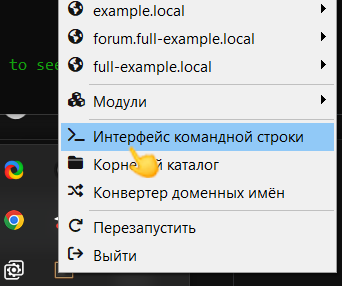 example.local
forum.full-example.local
to see
full-example.local
Модули
Интерфейс командной строки
Корневой каталог
Конвертер доменных имён
Перезапустить
Выйти